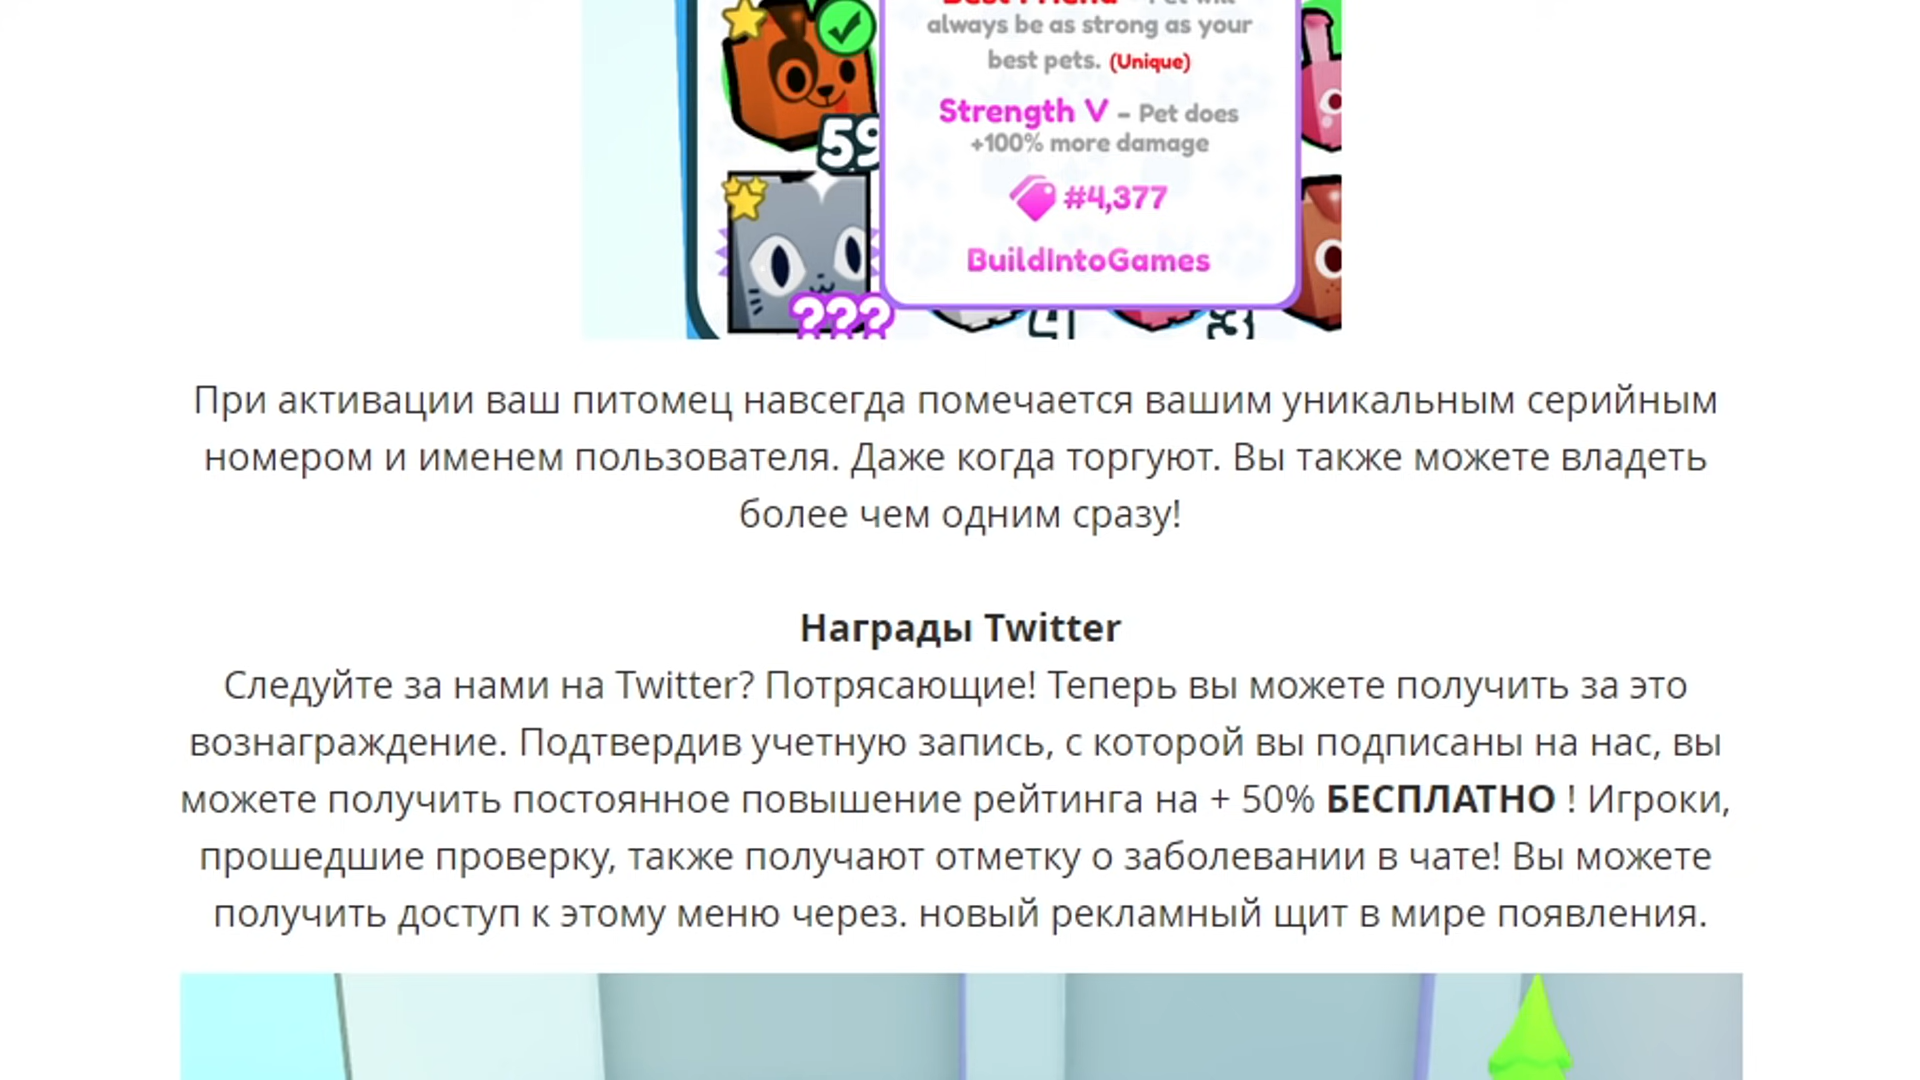 Best Friend - Pet will
always be as strong as your
best pets. (Unique)
Strength V - Pet does
+100% more damage
#4,377
BuildIntoGames
59
???
При активации ваш питомец навсегда помечается вашим уникальным серийным
номером и именем пользователя. Даже когда торгуют. Вы также можете владеть
более чем одним сразу!
Награды Twitter
Следуйте за нами на Twitter? Потрясающие! Теперь вы можете получить за это
вознаграждение. Подтвердив учетную запись, с которой вы подписаны на нас, вы
можете получить постоянное повышение рейтинга на + 50% БЕСПЛАТНО ! Игроки,
прошедшие проверку, также получают отметку о заболевании в чате! Вы можете
получить доступ к этому меню через. новый рекламный щит в мире появления.